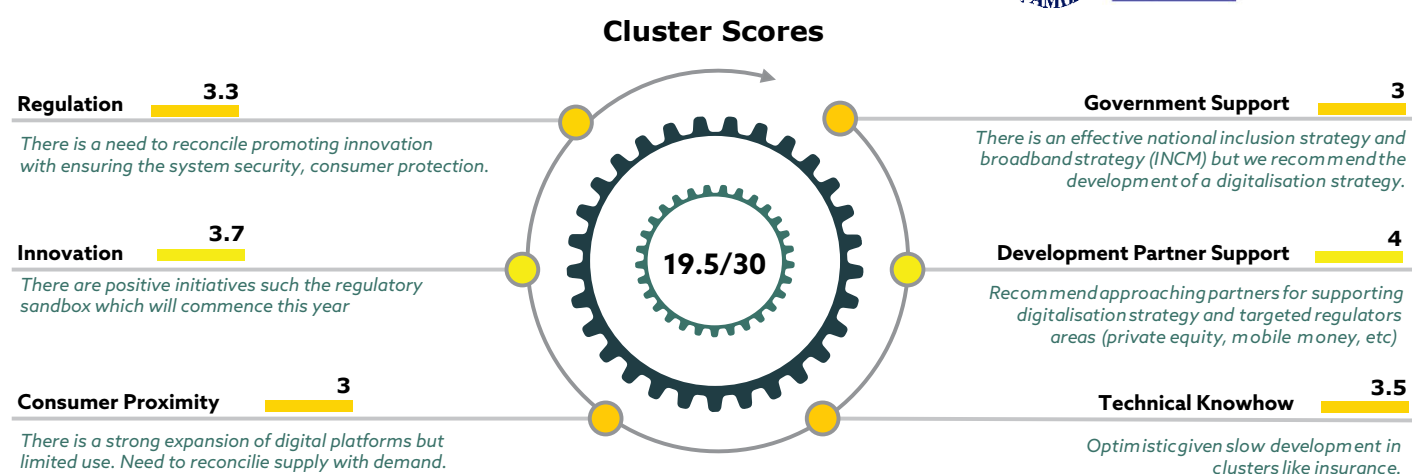 Cluster Scores
Regulation 3.3
There is a need to reconcile promoting innovation
with ensuring the system security, consumer protection.
Innovation 3.7
There are positive initiatives such the regulatory
sandbox which will commence this year
Consumer Proximity 3
There is a strong expansion of digital platforms but
limited use. Need to reconcilie supply with demand.
19.5/30
Government Support 3
There is an effective national inclusion strategy and
broadband strategy (INCM) but we recommend the
development of a digitalisation strategy.
Development Partner Support 4
Recommend approaching partners for supporting
digitalisation strategy and targeted regulators
areas (private equity, mobile money, etc)
Technical Knowhow 3.5
Optimistic given slow development in
clusters like insurance.